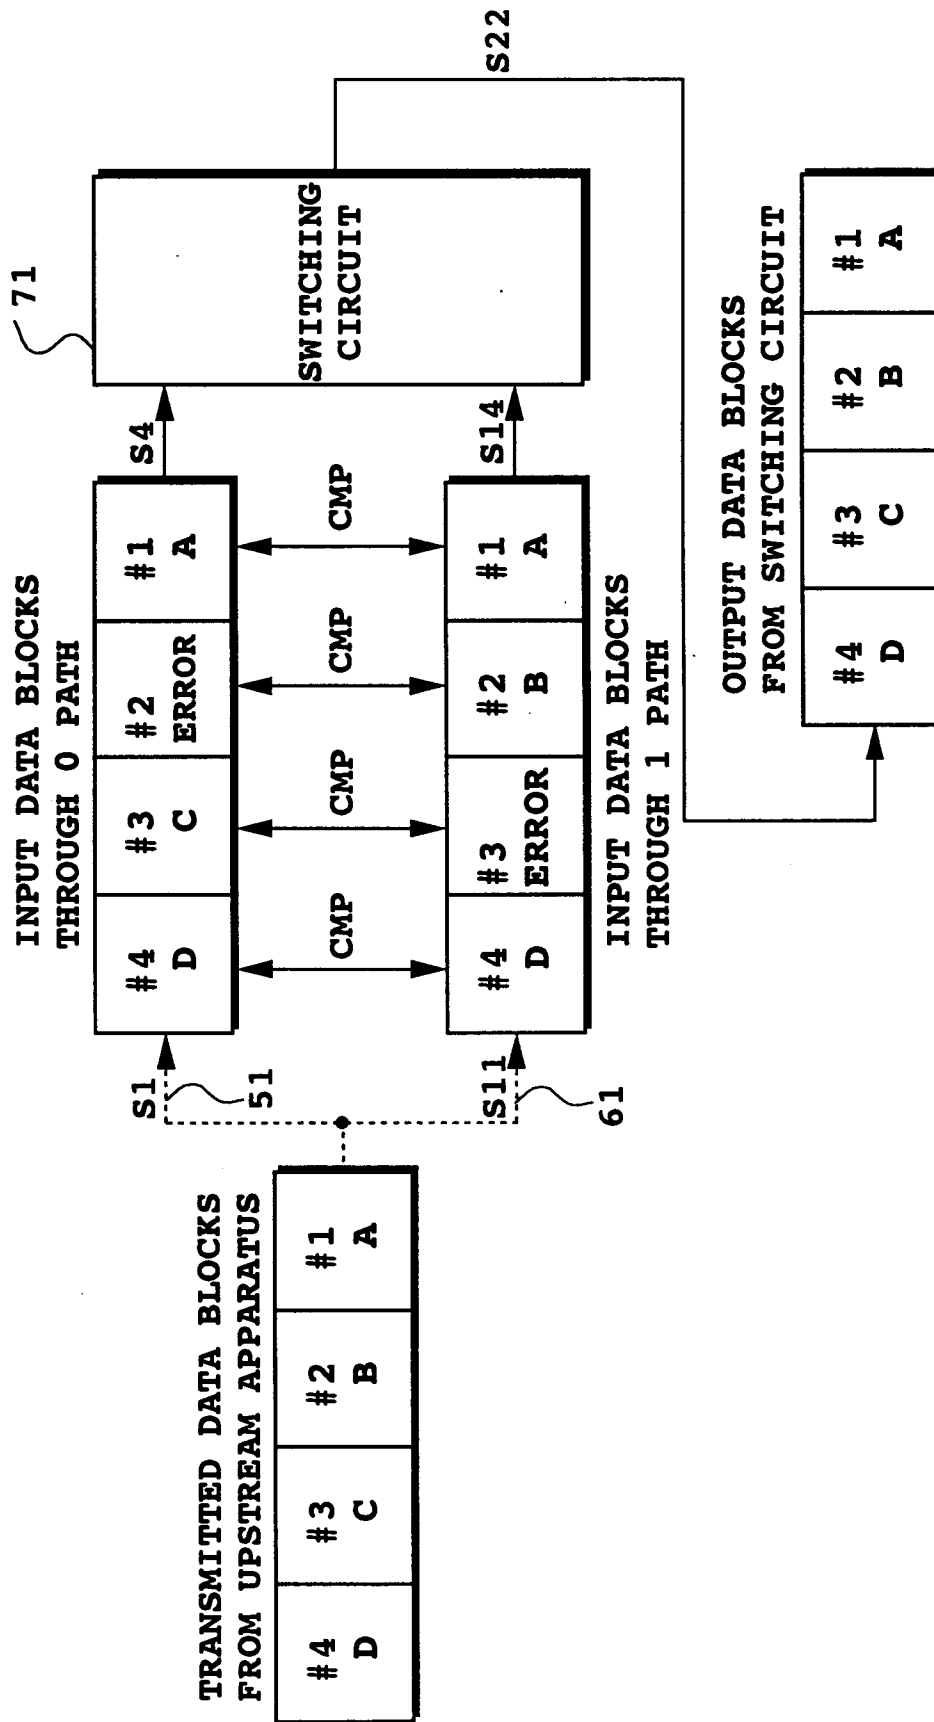 TRANSMITTED DATA BLOCKS
FROM UPSTREAM APPARATUS
#4
D
#3
C
#2
B
#1
A
S1
51
S11
61
INPUT DATA BLOCKS
THROUGH 0 PATH
#4
D
#3
C
#2
ERROR
#1
A
CMP
CMP
CMP
CMP
#4
D
#3
ERROR
#2
B
#1
A
INPUT DATA BLOCKS
THROUGH 1 PATH
S4
S14
71
SWITCHING
CIRCUIT
S22
OUTPUT DATA BLOCKS
FROM SWITCHING CIRCUIT
#4
D
#3
C
#2
B
#1
A